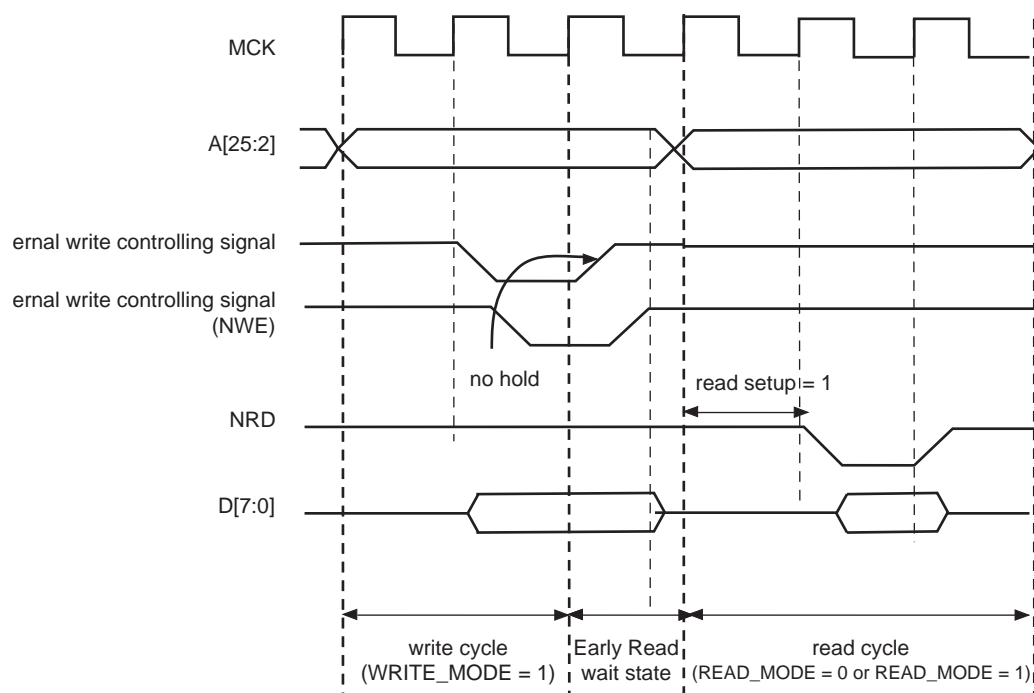 MCK
A[25:2]
ernal write controlling signal
ernal write controlling signal
(NWE)
no hold
read setup = 1
NRD
D[7:0]
write cycle
(WRITE_MODE = 1)
Early Read
wait state
read cycle
(READ_MODE = 0 or READ_MODE = 1)